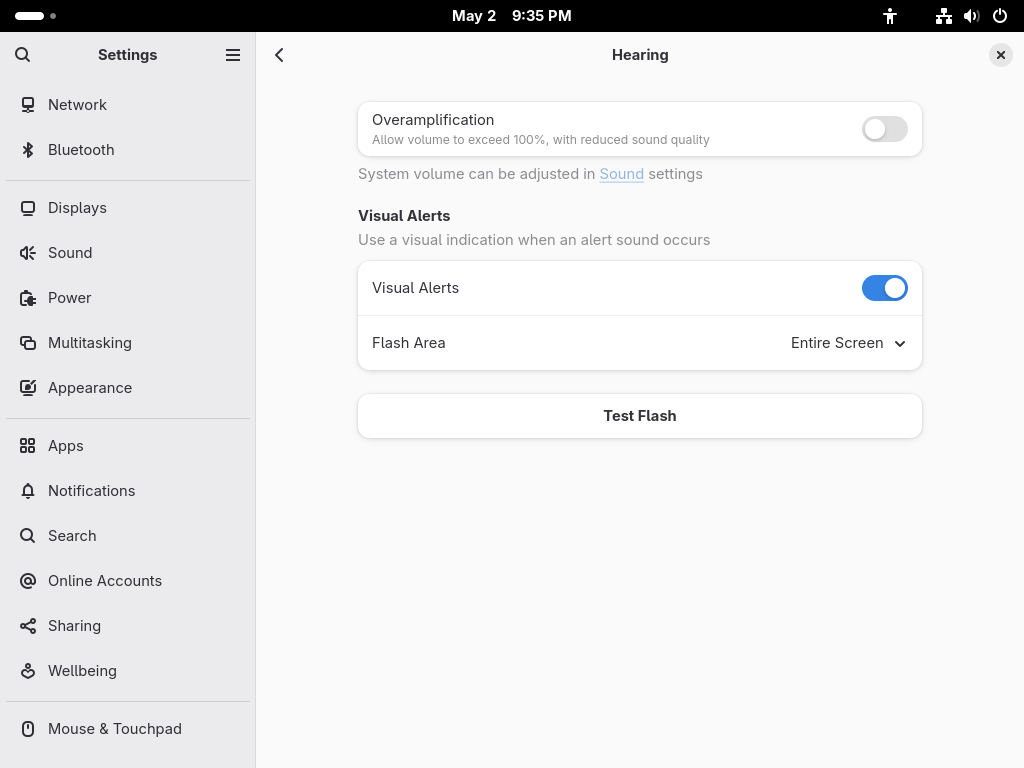 May 2 9:35 PM
Settings
Hearing
Network
Bluetooth
Displays
Sound
Power
Multitasking
Appearance
Apps
Notifications
Search
Online Accounts
Sharing
Wellbeing
Mouse & Touchpad
Overamplification
Allow volume to exceed 100%, with reduced sound quality
System volume can be adjusted in Sound settings
Visual Alerts
Use a visual indication when an alert sound occurs
Visual Alerts
Flash Area Entire Screen
Test Flash